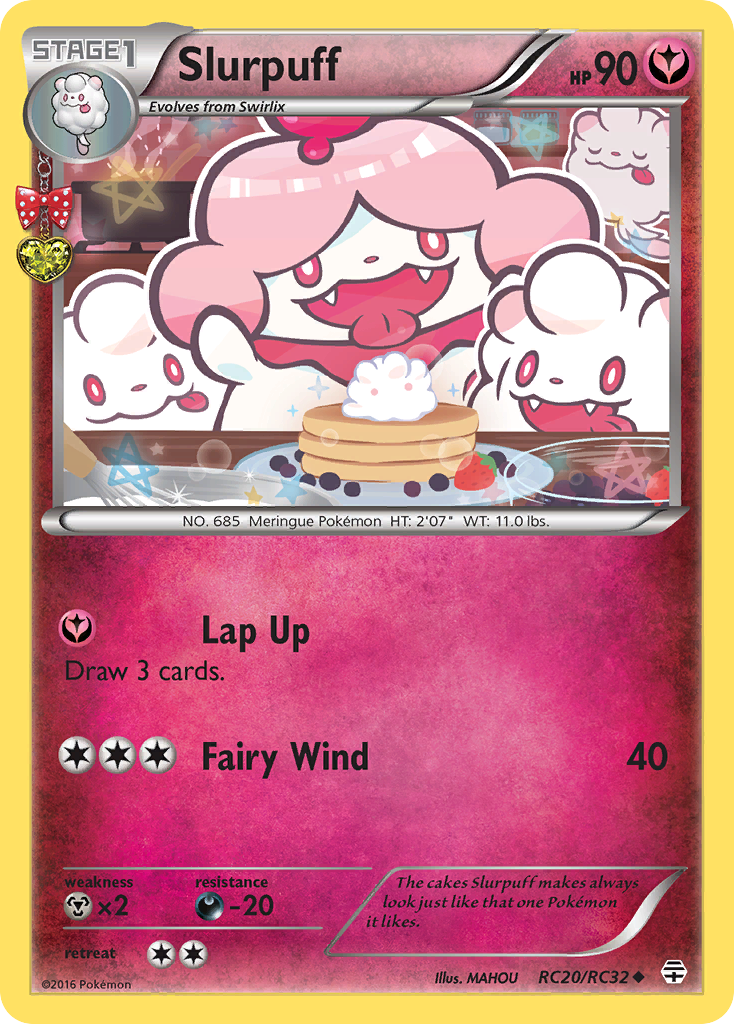 STAGE1
Slurpuff
HP 90
Evolves from Swirlix
NO. 685 Meringue Pokémon HT: 2'07" WT: 11.0 lbs.
Lap Up
Draw 3 cards.
Fairy Wind 40
weakness resistance
×2 -20
The cakes Slurpuff makes always
look just like that one Pokémon
it likes.
retreat
©2016 Pokémon
Illus. MAHOU RC20/RC32